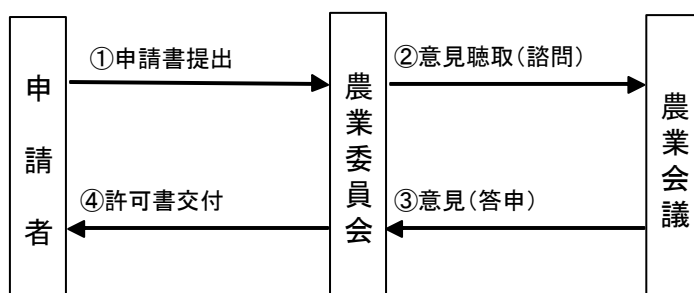 申請者
①申請書提出
農業委員会
②意見聴取（諮問）
農業会議
③意見（答申）
④許可書交付